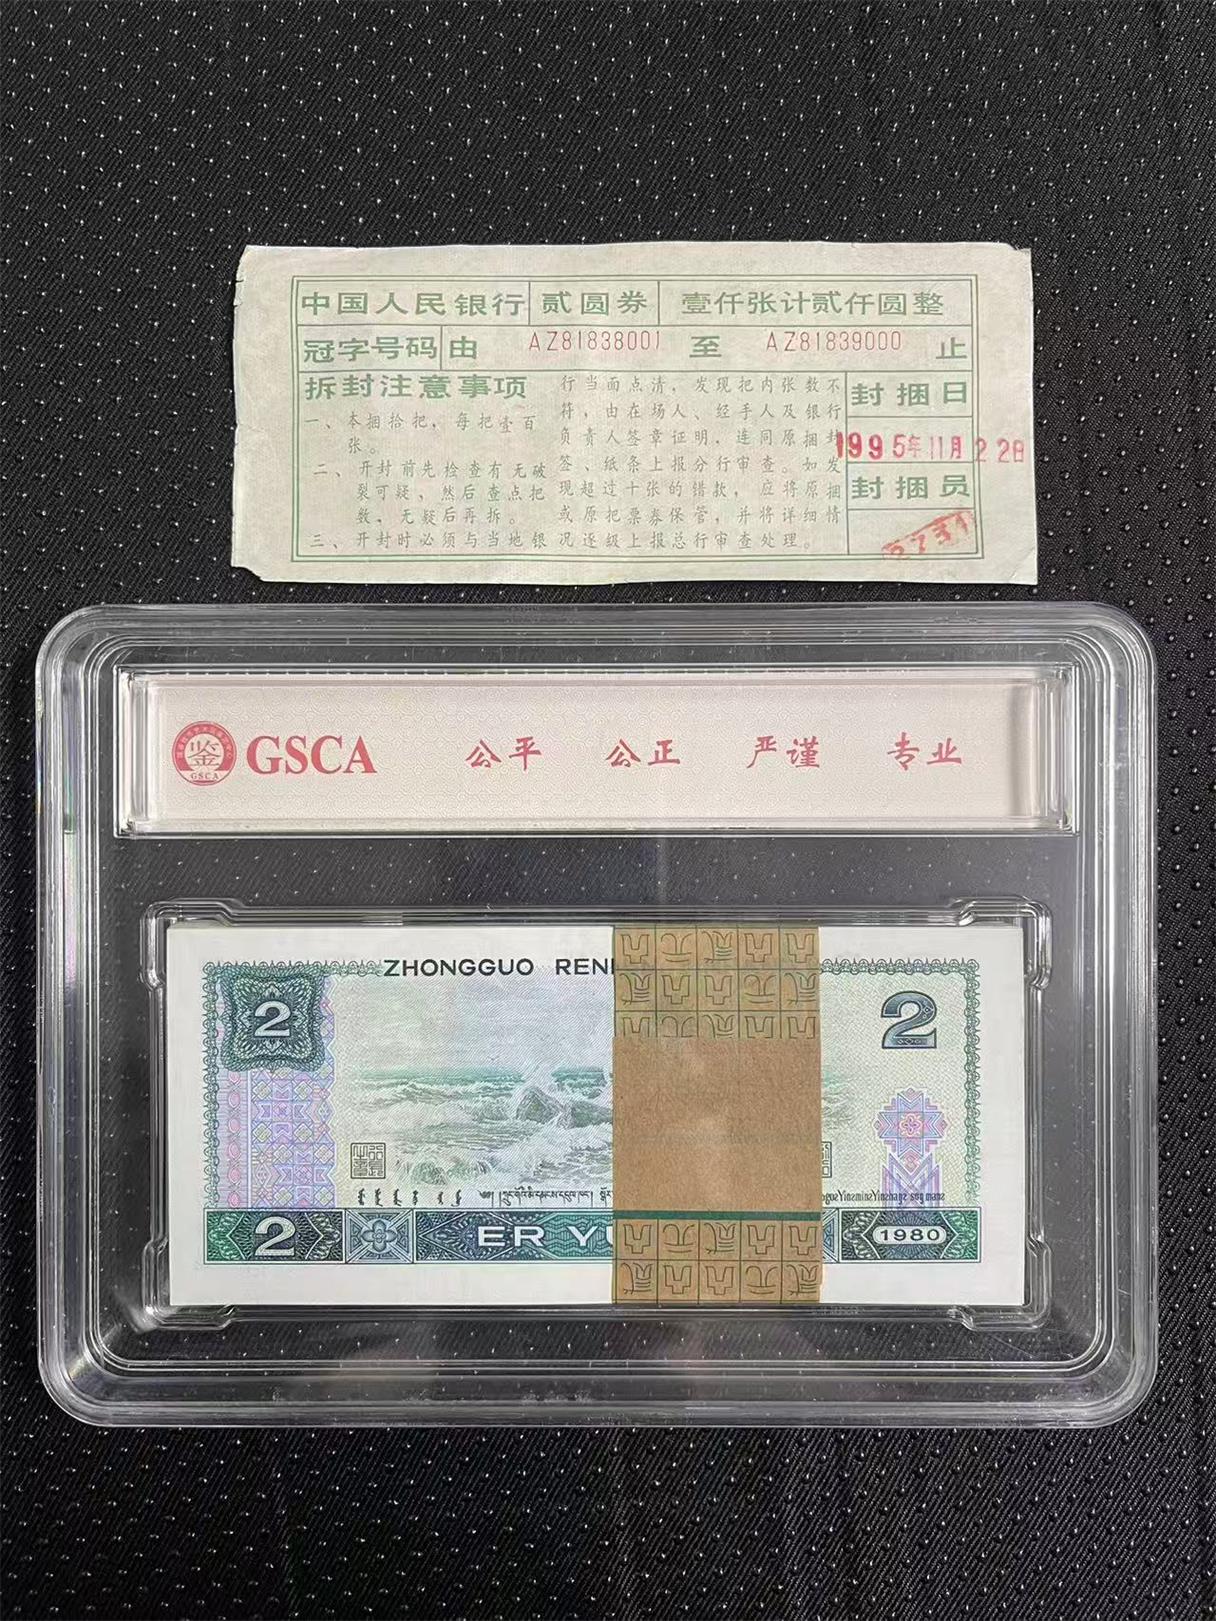 中国人民银行 贰圆券 壹仟张计贰仟圆整
冠字号码 由 AZ81838001 至 AZ81839000 止
拆封注意事项
一、本捆拾把，每把壹百
张。
二、开封前先检查有无破
裂可疑，然后查点把
数，无疑后再拆。
三、开封时必须与当地银
行当面点清，发现把内张数不
符，由在场人、经手人及银行
负责人签章证明，连同原捆封
签、纸条上报分行审查。如发
现超过十张的错款，应将原捆
或原把票券保管，并将详细情
况逐级上报总行审查处理。
封捆日
1995年11月22日
封捆员
鉴
GSCA
GSCA 公平 公正 严谨 专业
ZHONGGUO RENI
2
2
2
ER YU
1980